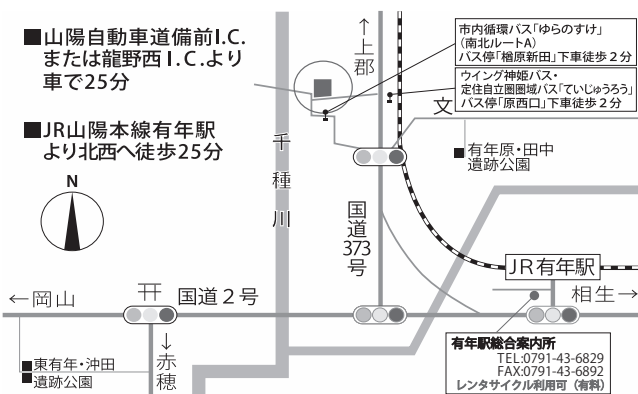 ■山陽自動車道備前I.C.
または龍野西I.C.より
車で25分
■JR山陽本線有年駅
より北西へ徒歩25分
N
↑上郡
市内循環バス「ゆらのすけ」
(南北ルートA)
バス停「楢原新田」下車徒歩2分
ウイング神姫バス・
定住自立圏圏域バス「ていじゅうろう」
バス停「原西口」下車徒歩2分
文
■有年原・田中
遺跡公園
千種川
国道373号
JR有年駅
←岡山
国道2号
相生→
↓赤穂
■東有年・沖田
■遺跡公園
有年駅総合案内所
TEL:0791-43-6829
FAX:0791-43-6892
レンタサイクル利用可(有料)